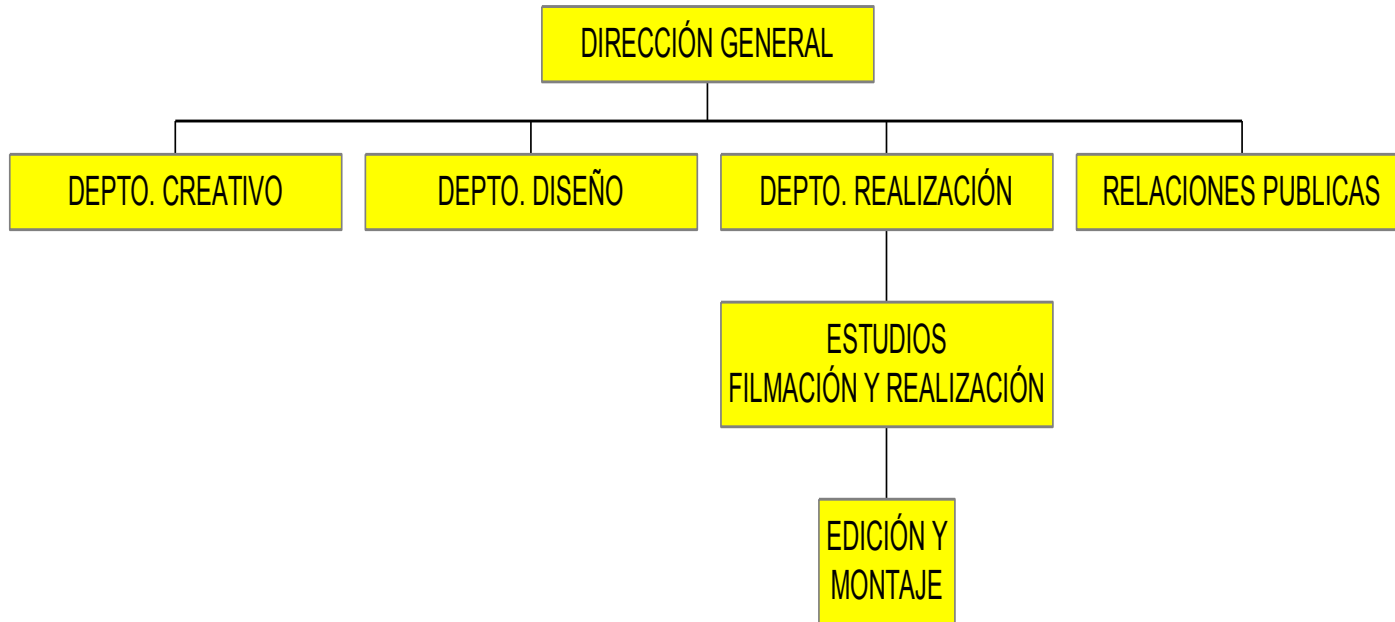 DIRECCIÓN GENERAL
DEPTO. CREATIVO
DEPTO. DISEÑO
DEPTO. REALIZACIÓN
RELACIONES PUBLICAS
ESTUDIOS
FILMACIÓN Y REALIZACIÓN
EDICIÓN Y
MONTAJE